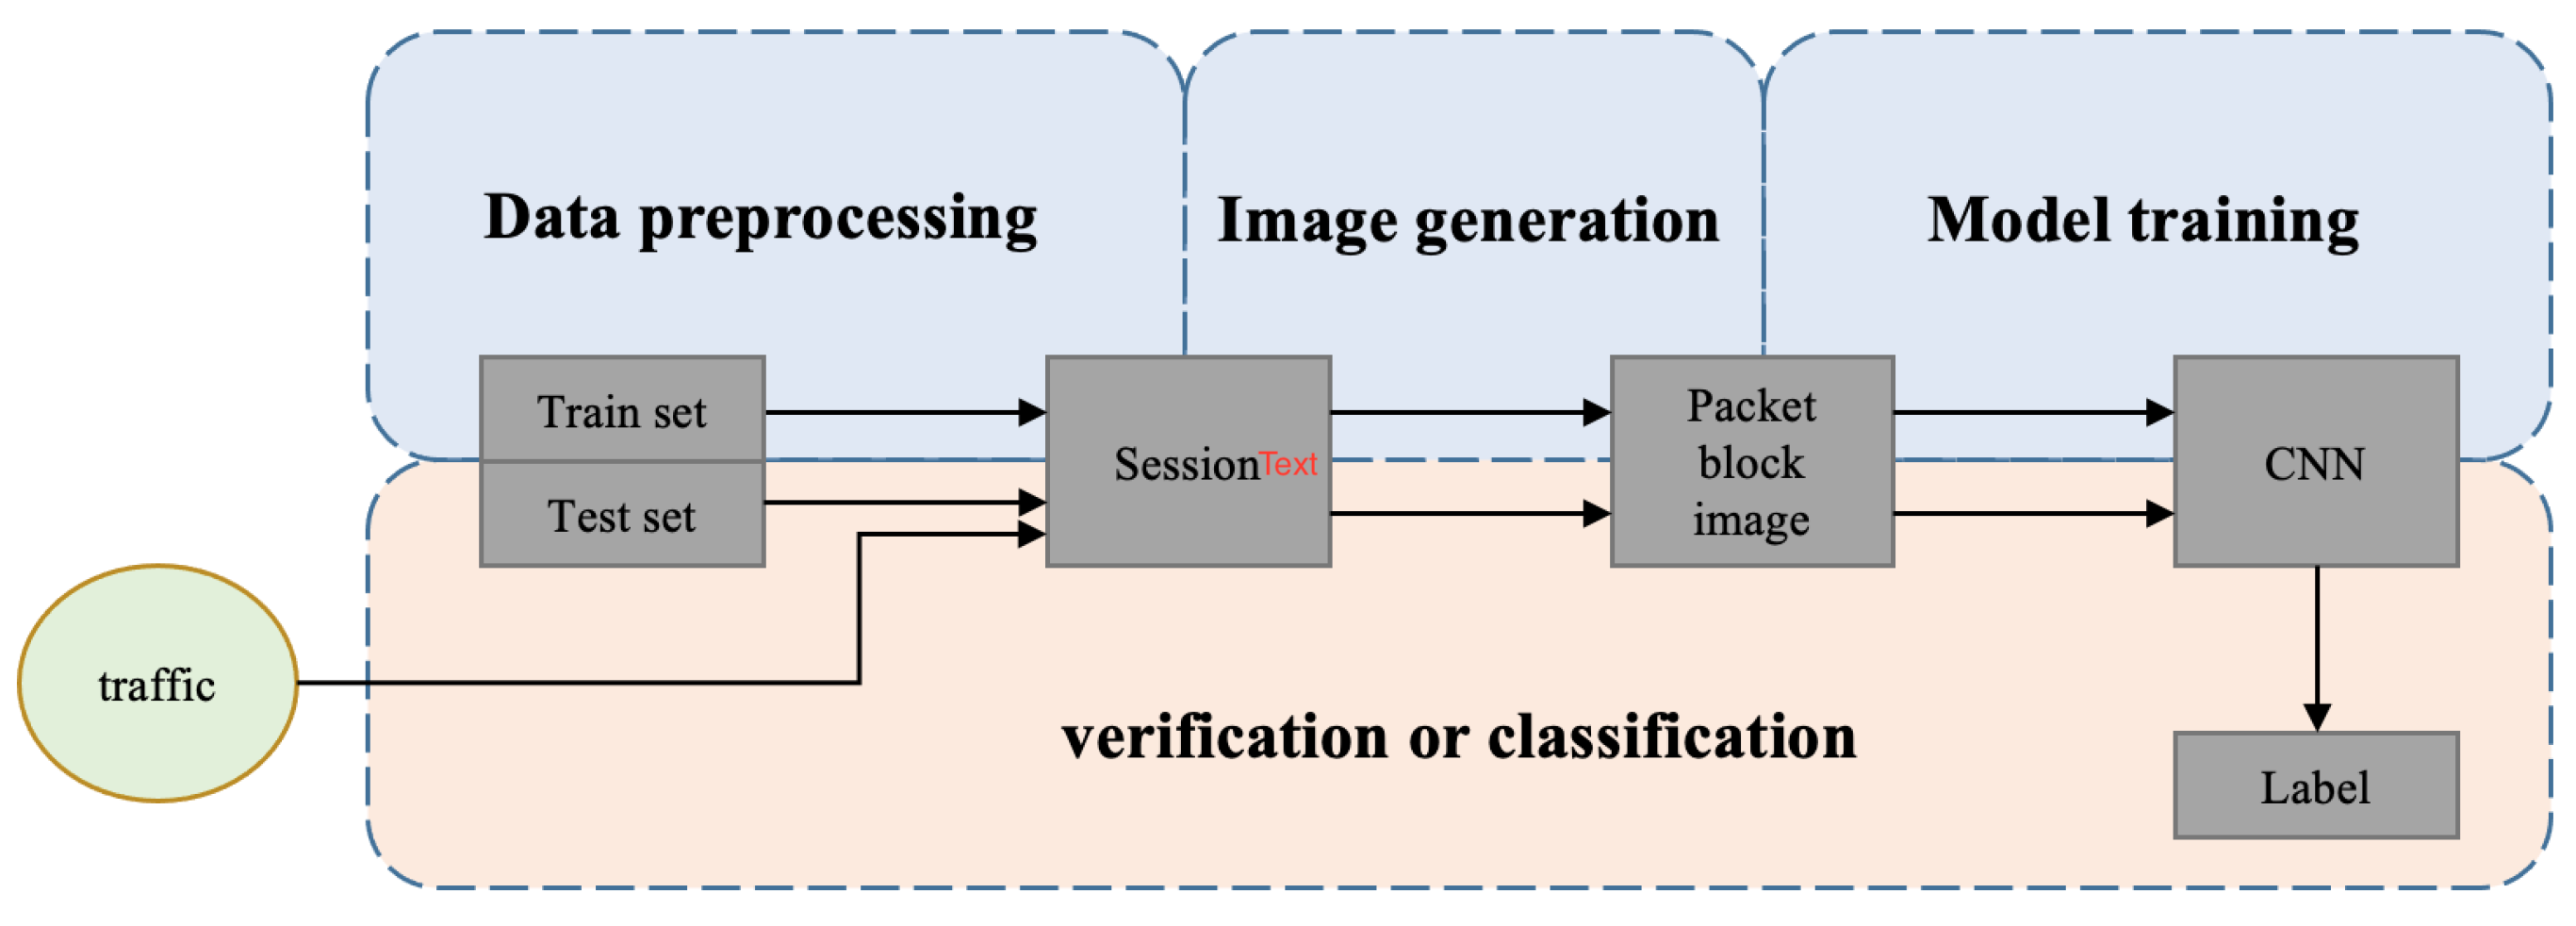 Data preprocessing
Image generation
Model training
Train set
Test set
SessionText
Packet
block
image
CNN
traffic
verification or classification
Label